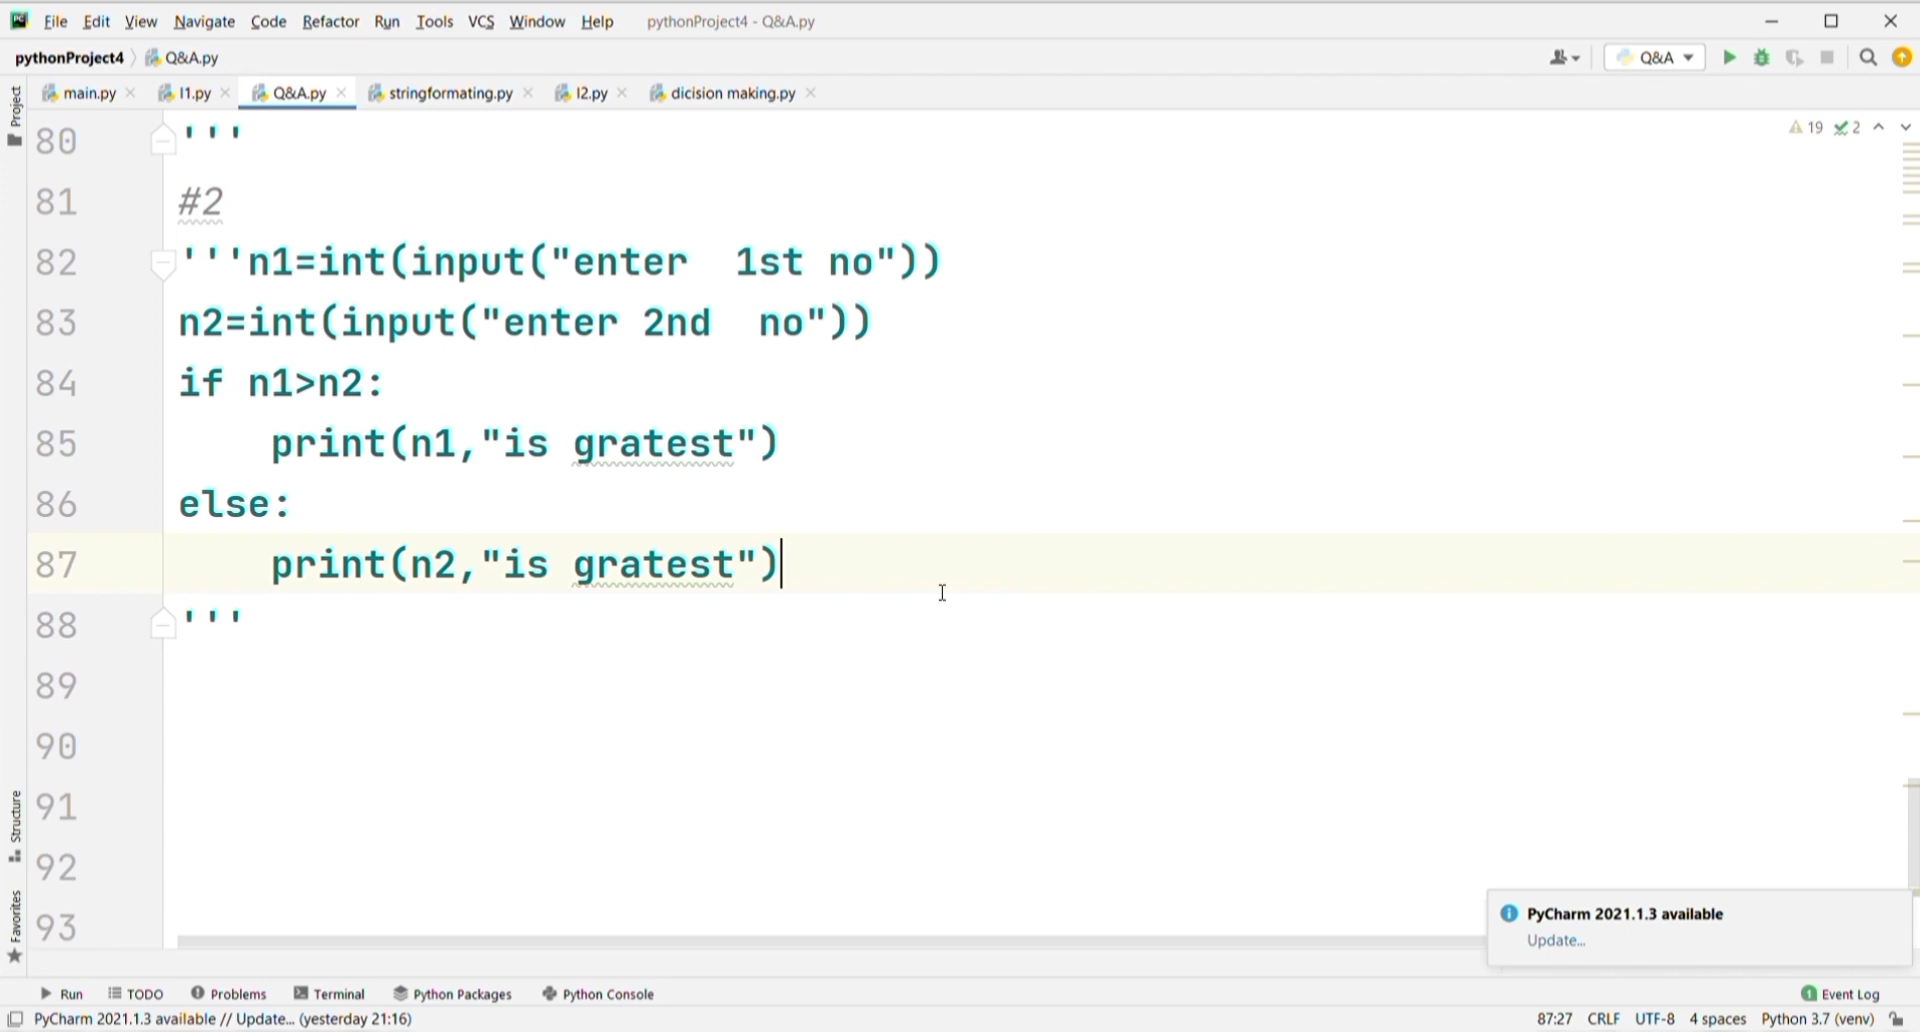 File Edit View Navigate Code Refactor Run Tools VCS Window Help pythonProject4 - Q&A.py
pythonProject4 Q&A.py Q&A
main.py l1.py Q&A.py stringformating.py l2.py dicision making.py
Project
80 '''
19 2
81 #2
82 '''n1=int(input("enter  1st no"))
83 n2=int(input("enter 2nd  no"))
84 if n1>n2:
85     print(n1,"is gratest")
86 else:
87     print(n2,"is gratest")
88 '''
89
90
91
92
93
Structure
Favorites
PyCharm 2021.1.3 available
Update...
Run TODO Problems Terminal Python Packages Python Console 1 Event Log
PyCharm 2021.1.3 available // Update... (yesterday 21:16) 87:27 CRLF UTF-8 4 spaces Python 3.7 (venv)